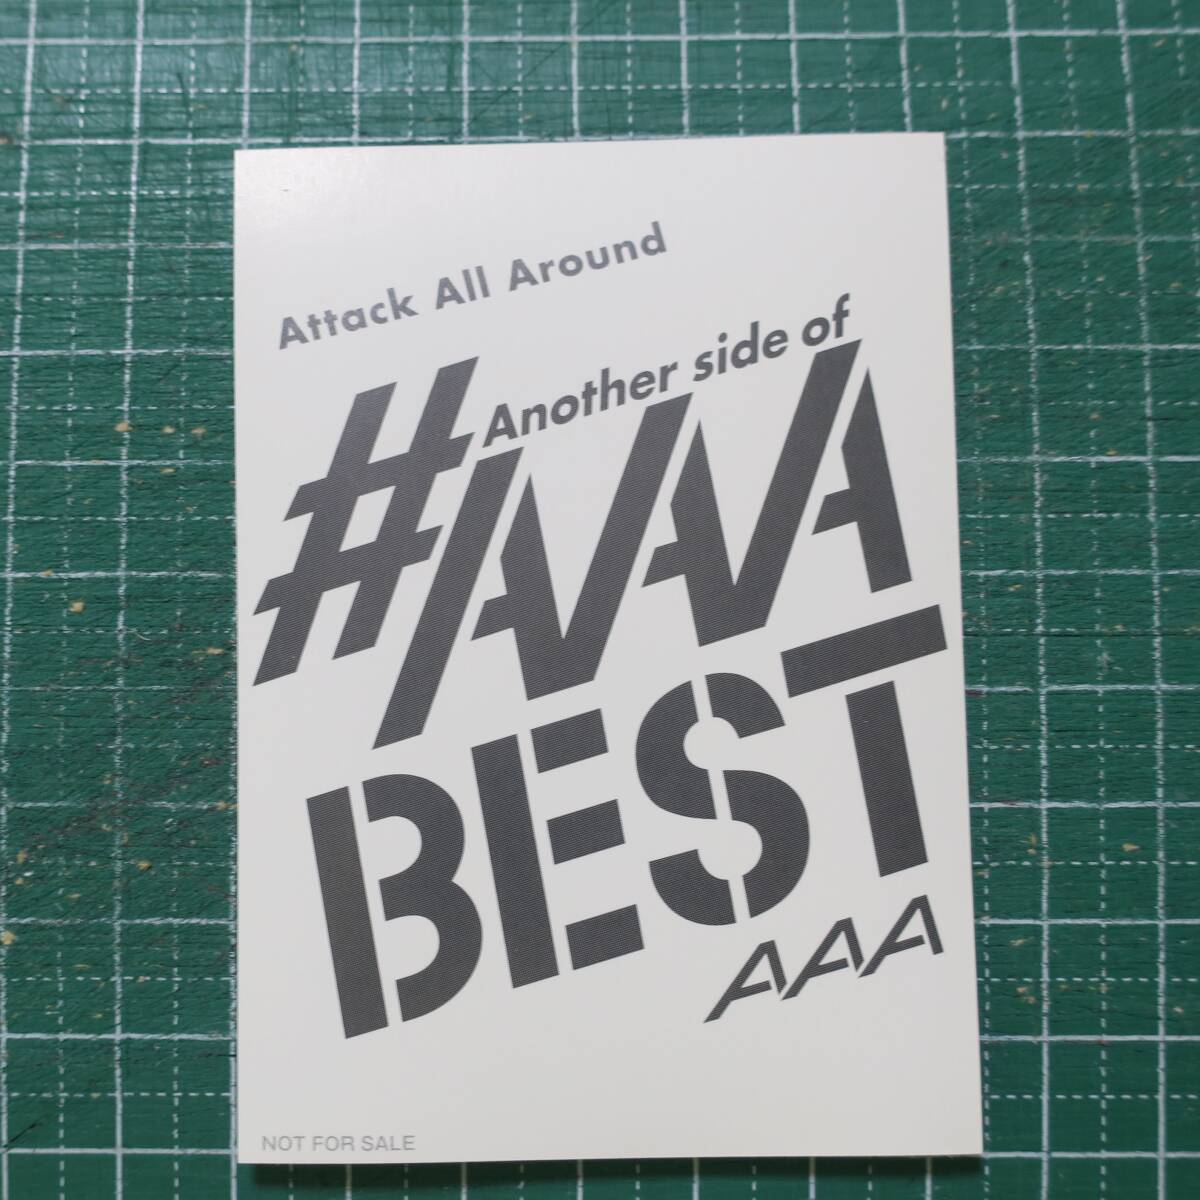 Attack All Around
Another side of
#AAA
BEST
AAA
NOT FOR SALE